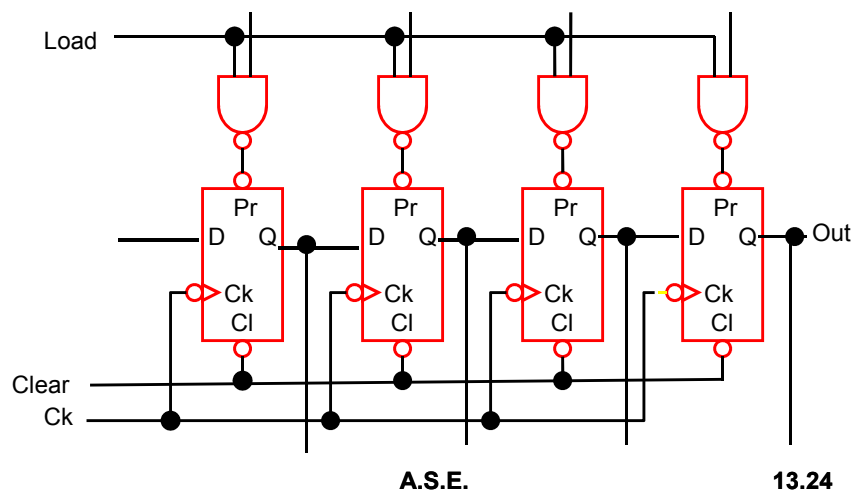 Load
Pr Pr Pr Pr
D Q D Q D Q D Q Out
Ck Ck Ck Ck
Cl Cl Cl Cl
Clear
Ck
A.S.E. 13.24